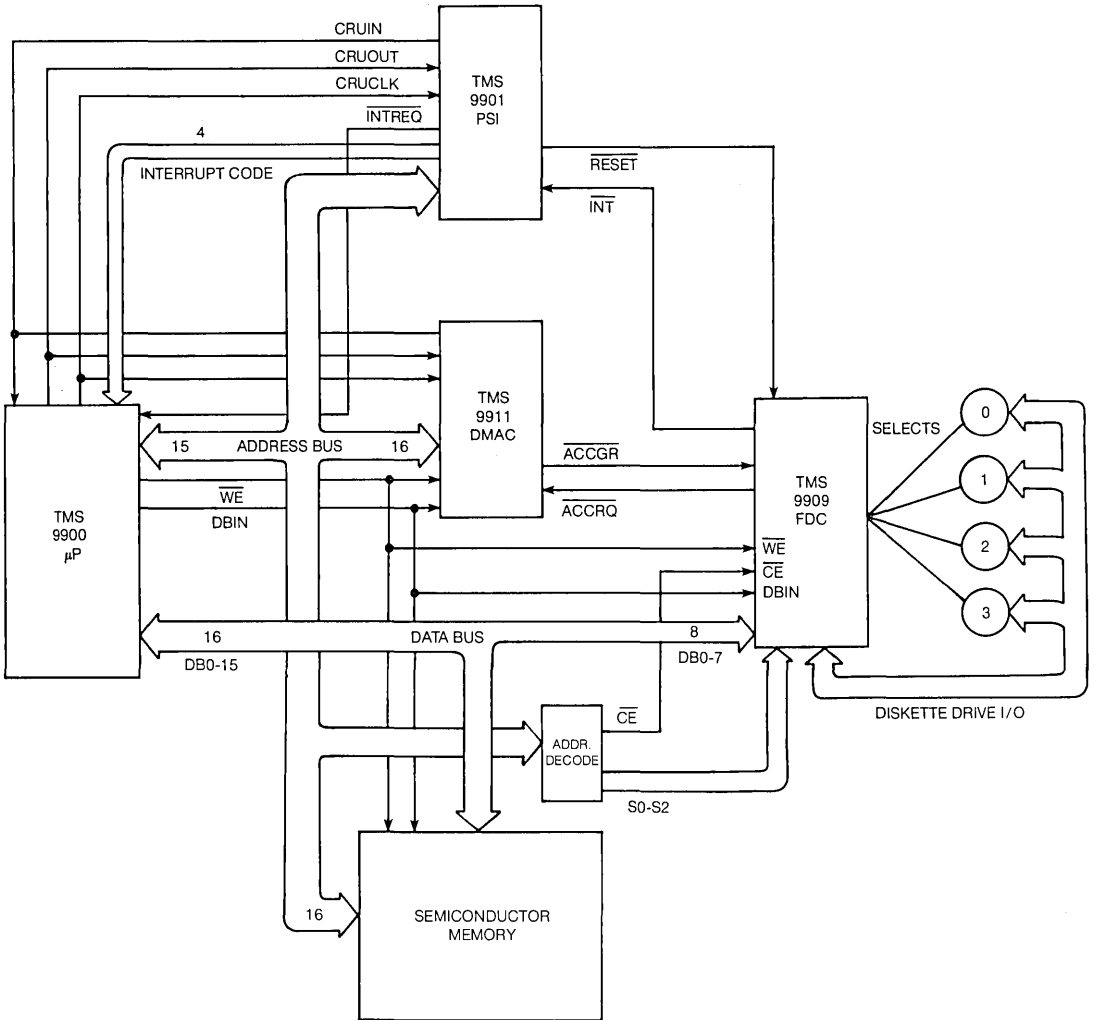 CRUIN
CRUOUT
CRUCLK
INTREQ
4
INTERRUPT CODE
TMS
9901
PSI
RESET
INT
TMS
9911
DMAC
15
ADDRESS BUS
16
WE
DBIN
ACCGR
ACCRQ
TMS
9900
μP
TMS
9909
FDC
WE
CE
DBIN
SELECTS
0
1
2
3
16
DATA BUS
8
DB0-15
DB0-7
DISKETTE DRIVE I/O
ADDR.
DECODE
CE
S0-S2
16
SEMICONDUCTOR
MEMORY